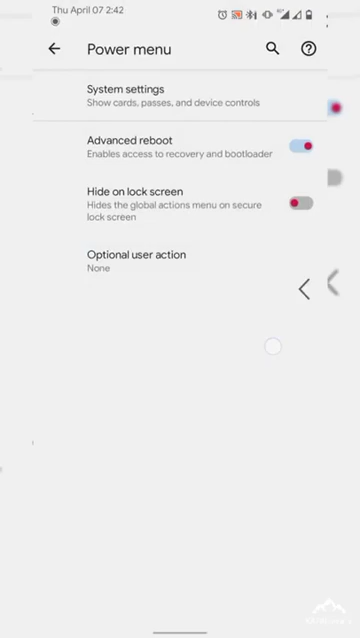 Thu April 07 2:42
Power menu
System settings
Show cards, passes, and device controls
Advanced reboot
Enables access to recovery and bootloader
Hide on lock screen
Hides the global actions menu on secure
lock screen
Optional user action
None